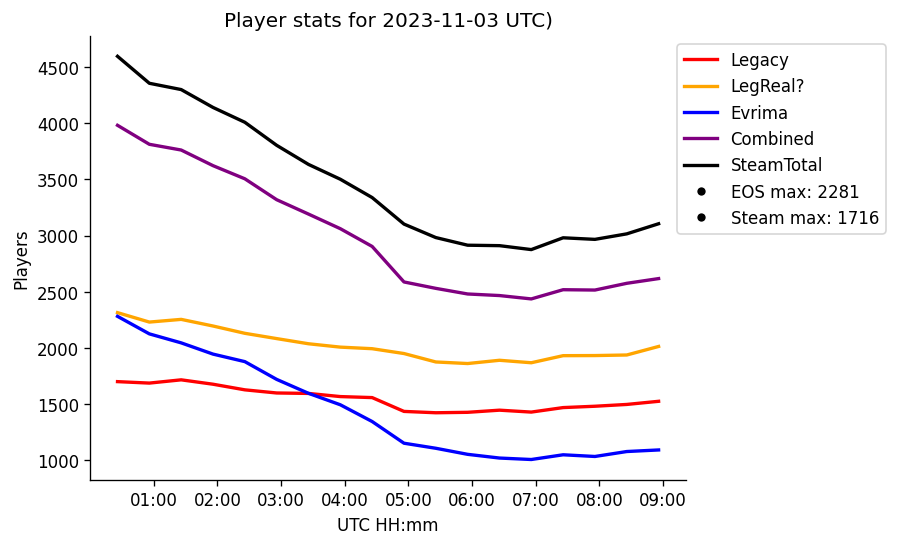 Player stats for 2023-11-03 UTC)
Legacy
LegReal?
Evrima
Combined
SteamTotal
EOS max: 2281
Steam max: 1716
Players
4500
4000
3500
3000
2500
2000
1500
1000
01:00 02:00 03:00 04:00 05:00 06:00 07:00 08:00 09:00
UTC HH:mm